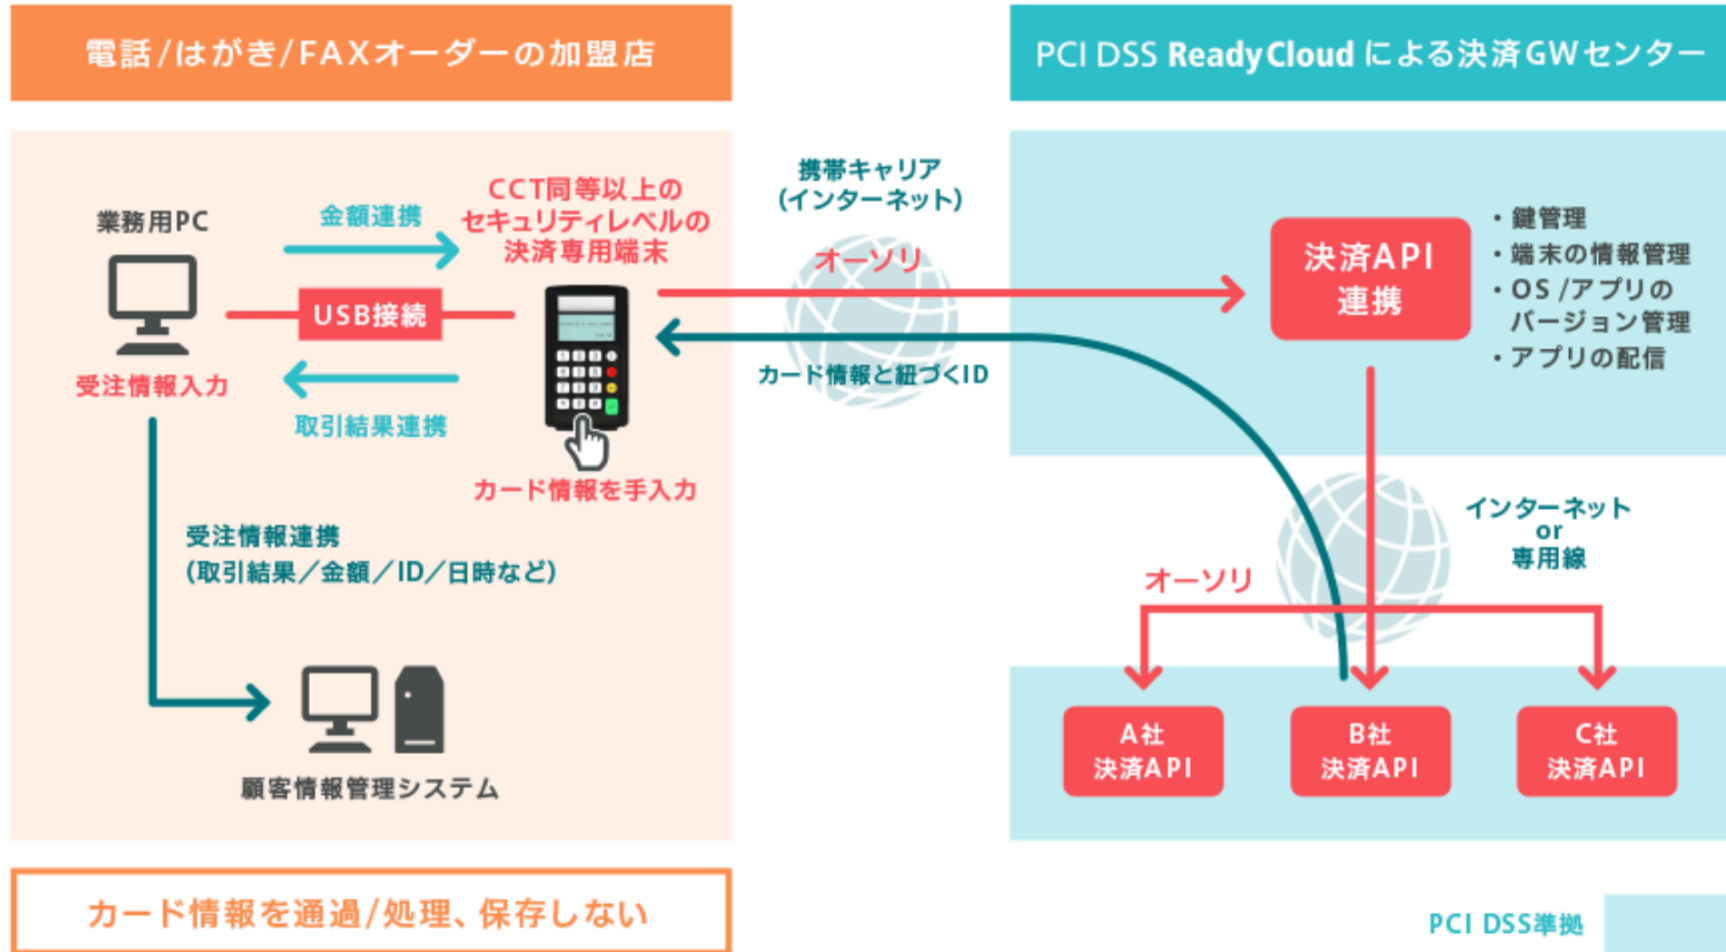 電話/はがき/FAXオーダーの加盟店
PCI DSS ReadyCloud による決済GWセンター
業務用PC
金額連携
CCT同等以上の
セキュリティレベルの
決済専用端末
USB接続
受注情報入力
取引結果連携
カード情報を手入力
受注情報連携
(取引結果/金額/ID/日時など)
顧客情報管理システム
カード情報を通過/処理、保存しない
携帯キャリア
(インターネット)
オーソリ
カード情報と紐づくID
決済API
連携
・鍵管理
・端末の情報管理
・OS /アプリの
バージョン管理
・アプリの配信
インターネット
or
専用線
オーソリ
A社
決済API
B社
決済API
C社
決済API
PCI DSS準拠